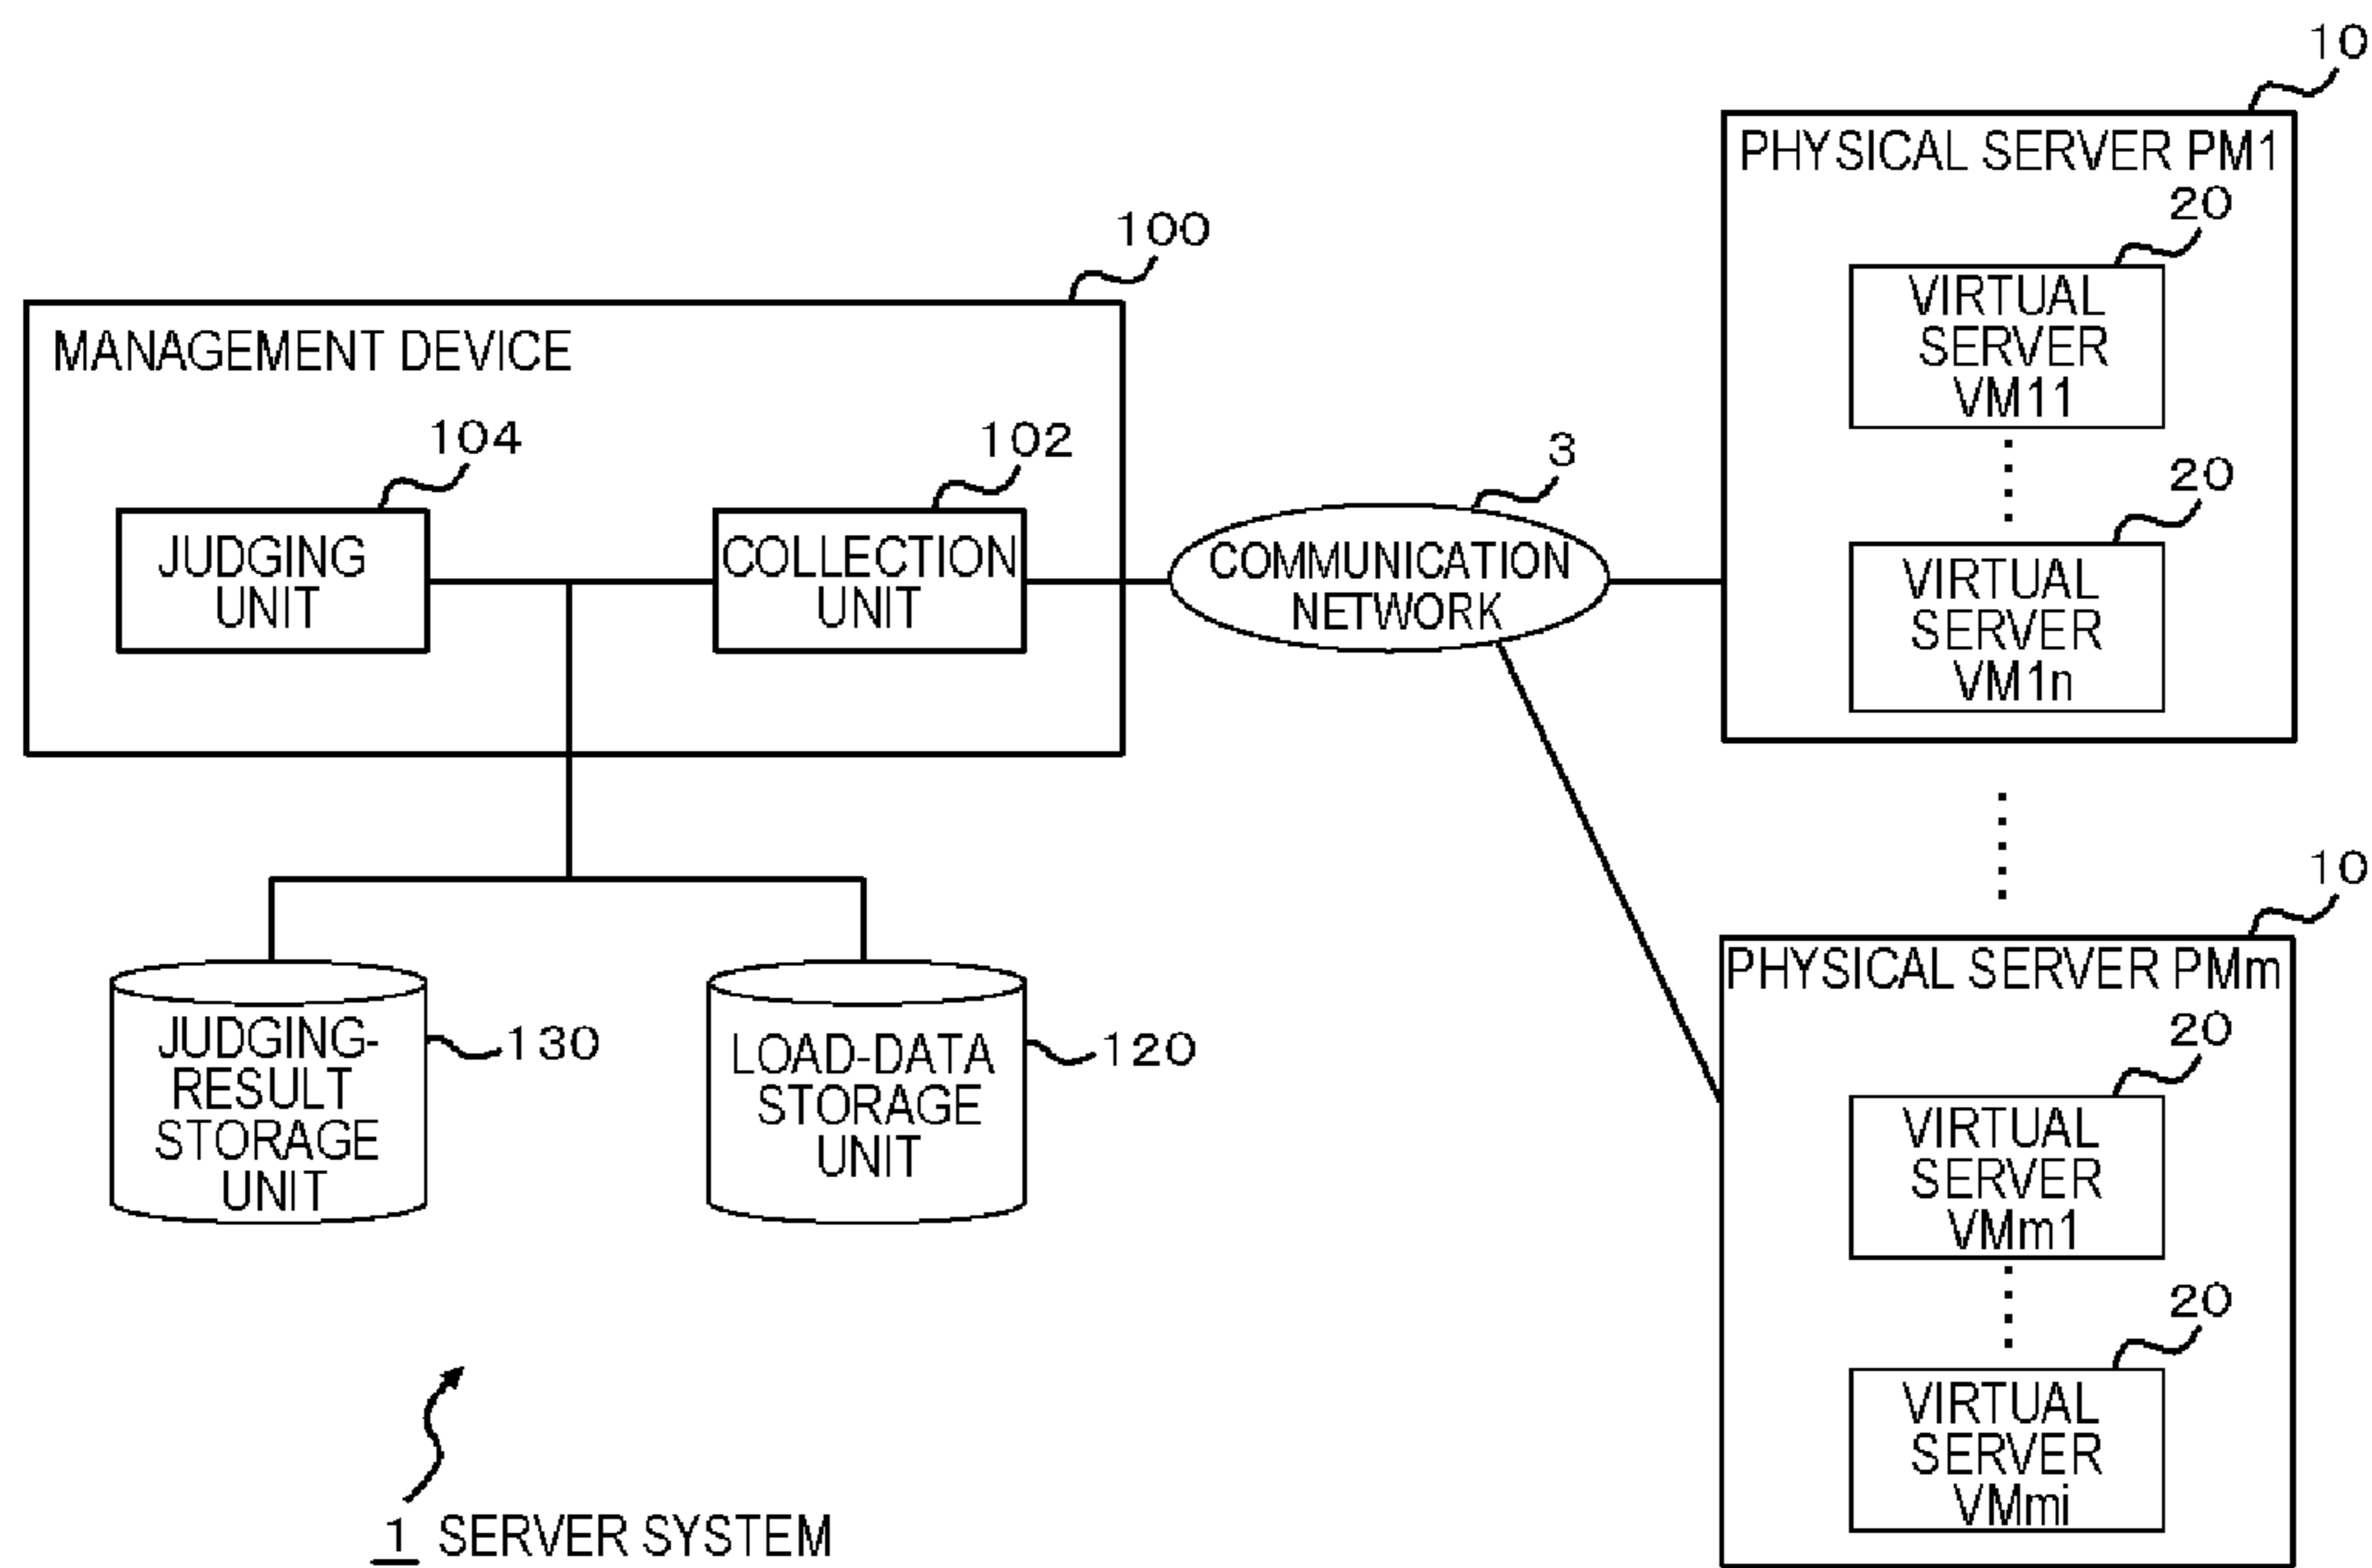 10
PHYSICAL SERVER PM1
20
VIRTUAL
SERVER
VM11
20
VIRTUAL
SERVER
VM1n
100
MANAGEMENT DEVICE
104
JUDGING
UNIT
102
COLLECTION
UNIT
3
COMMUNICATION
NETWORK
10
PHYSICAL SERVER PMm
20
VIRTUAL
SERVER
VMm1
20
VIRTUAL
SERVER
VMmi
JUDGING-
RESULT
STORAGE
UNIT
130
LOAD-DATA
STORAGE
UNIT
120
1 SERVER SYSTEM